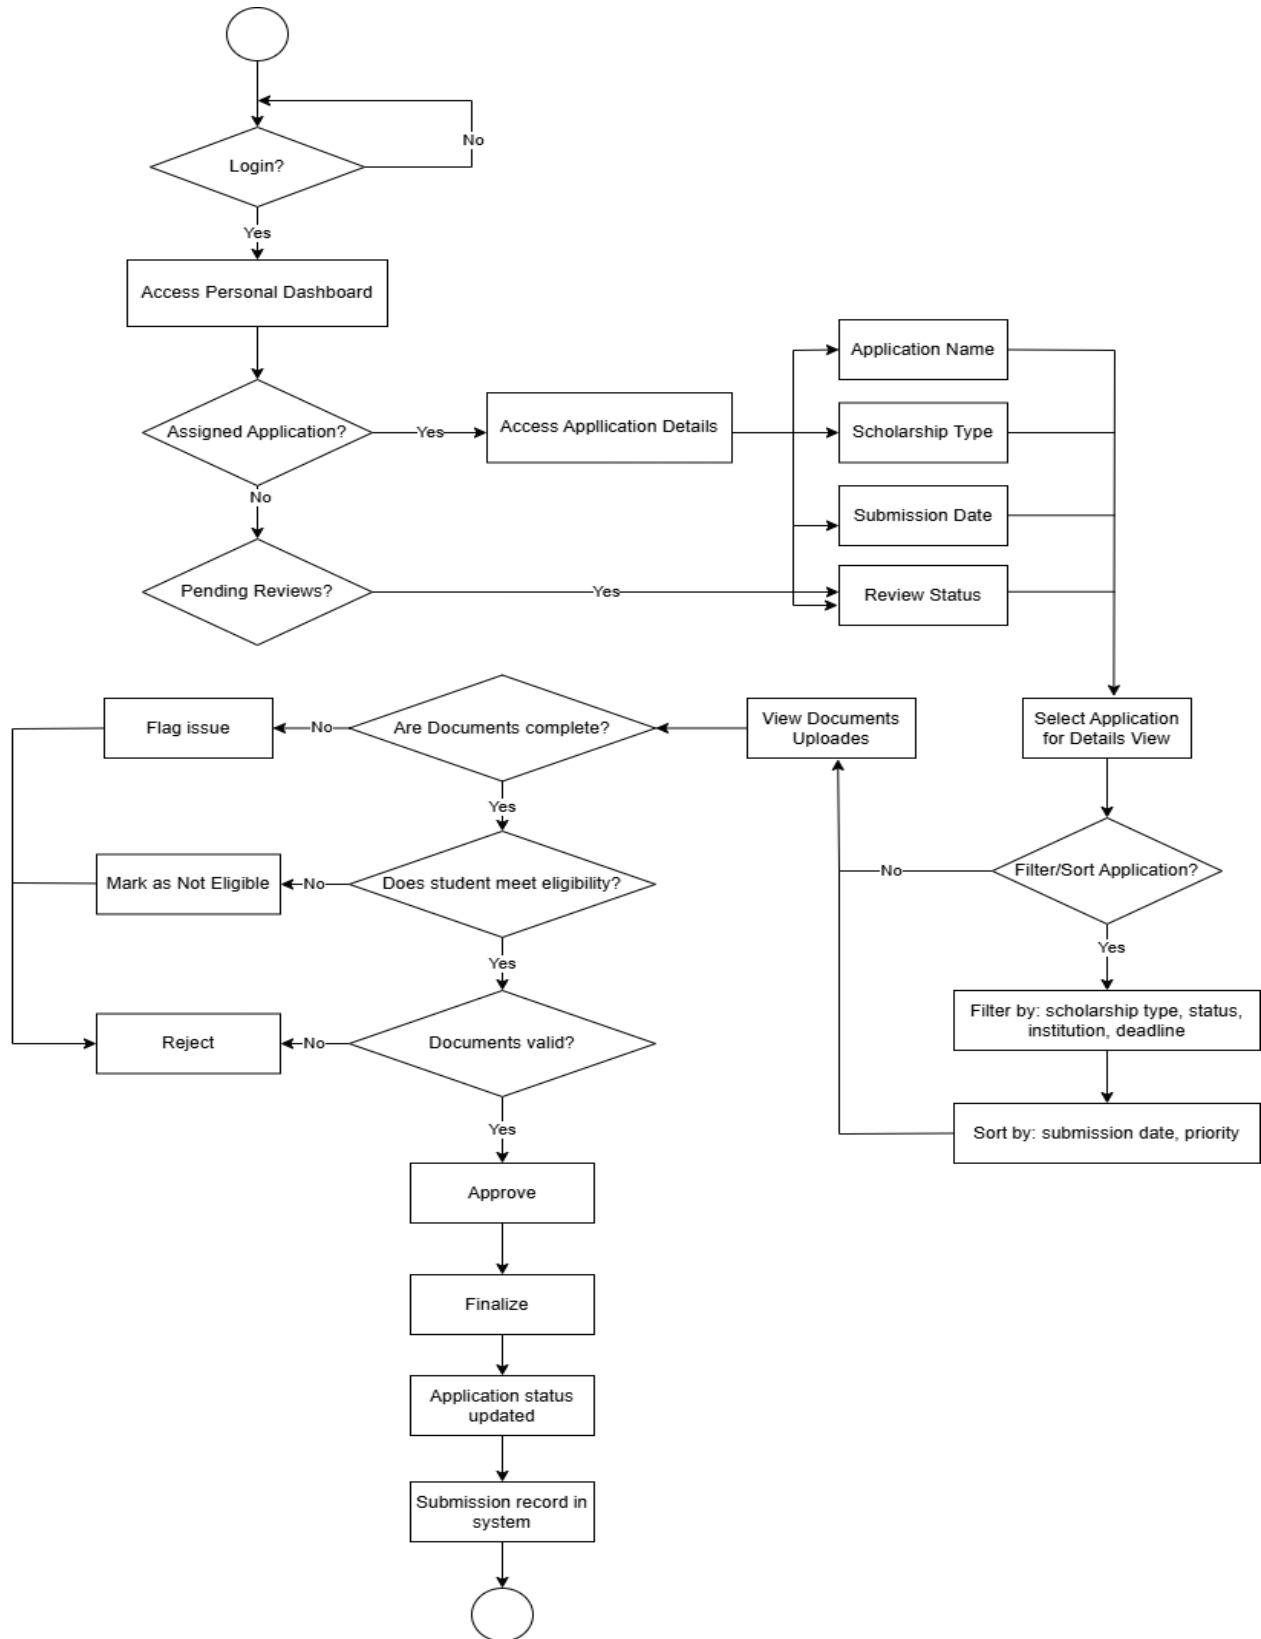 No
Login?
Yes
Access Personal Dashboard
Application Name
Assigned Application?
Yes
Access Appllication Details
Scholarship Type
No
Submission Date
Pending Reviews?
Yes
Review Status
Flag issue
No
Are Documents complete?
View Documents
Uploades
Select Application
for Details View
Yes
Mark as Not Eligible
No
Does student meet eligibility?
No
Filter/Sort Application?
Yes
Yes
Filter by: scholarship type, status,
institution, deadline
Reject
No
Documents valid?
Yes
Sort by: submission date, priority
Approve
Finalize
Application status
updated
Submission record in
system